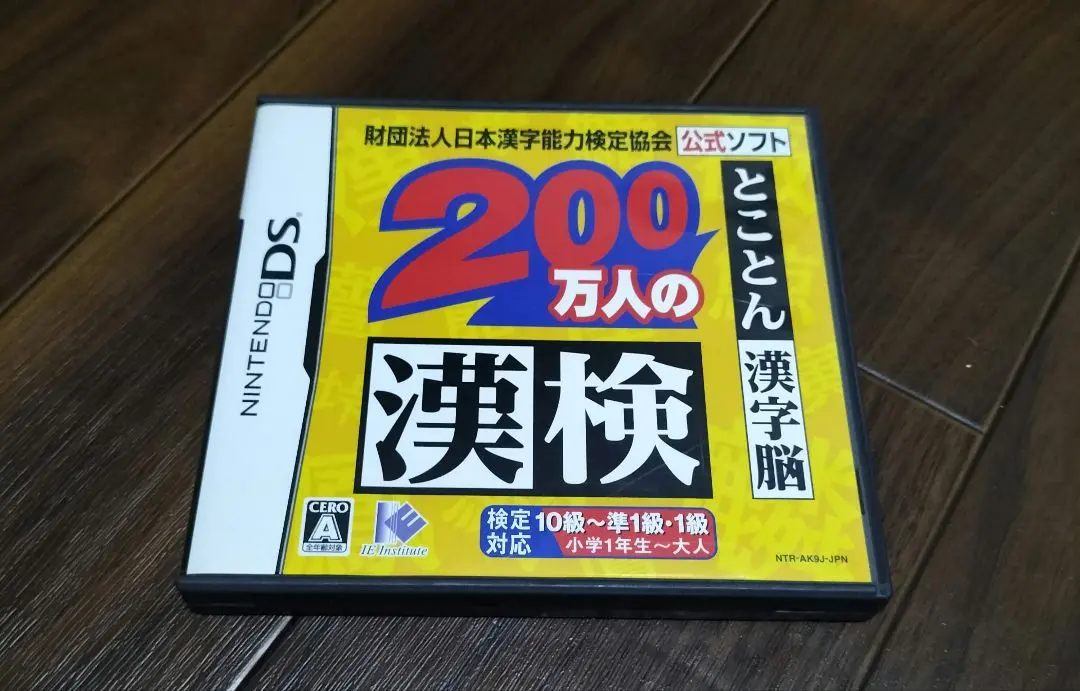 NINTENDO DS
財団法人日本漢字能力検定協会 公式ソフト
200
万人の
漢検
とことん
漢字脳
CERO
A
全年齢対象
IE Institute
検定対応
10級～準1級・1級
小学1年生～大人
NTR-AK9J-JPN